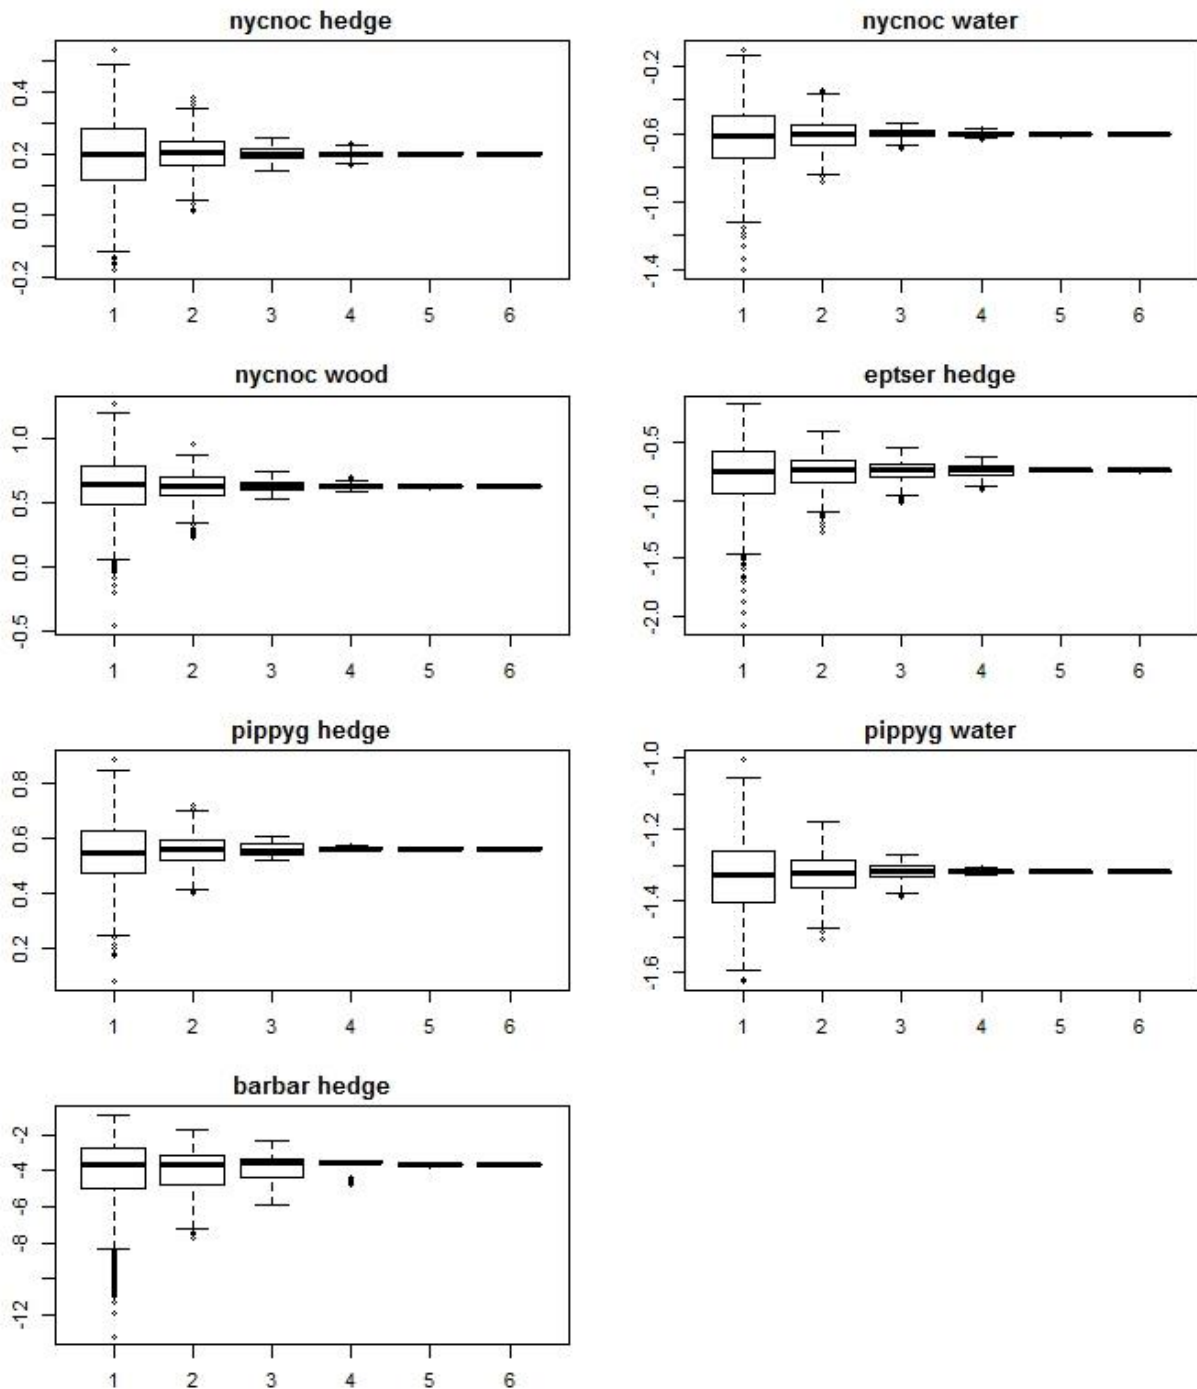 nycnoc hedge
0.4
0.2
0.0
-0.2
1 2 3 4 5 6
nycnoc water
-0.2
-0.6
-1.0
-1.4
1 2 3 4 5 6
nycnoc wood
1.0
0.5
0.0
-0.5
1 2 3 4 5 6
eptser hedge
-0.5
-1.0
-1.5
-2.0
1 2 3 4 5 6
pippyg hedge
0.8
0.6
0.4
0.2
1 2 3 4 5 6
pippyg water
-1.0
-1.2
-1.4
-1.6
1 2 3 4 5 6
barbar hedge
-2
-4
-6
-8
-12
1 2 3 4 5 6